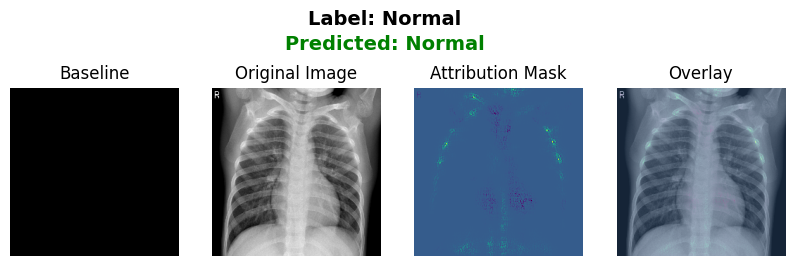 Label: Normal
Predicted: Normal
Baseline
Original Image
Attribution Mask
Overlay
R
R